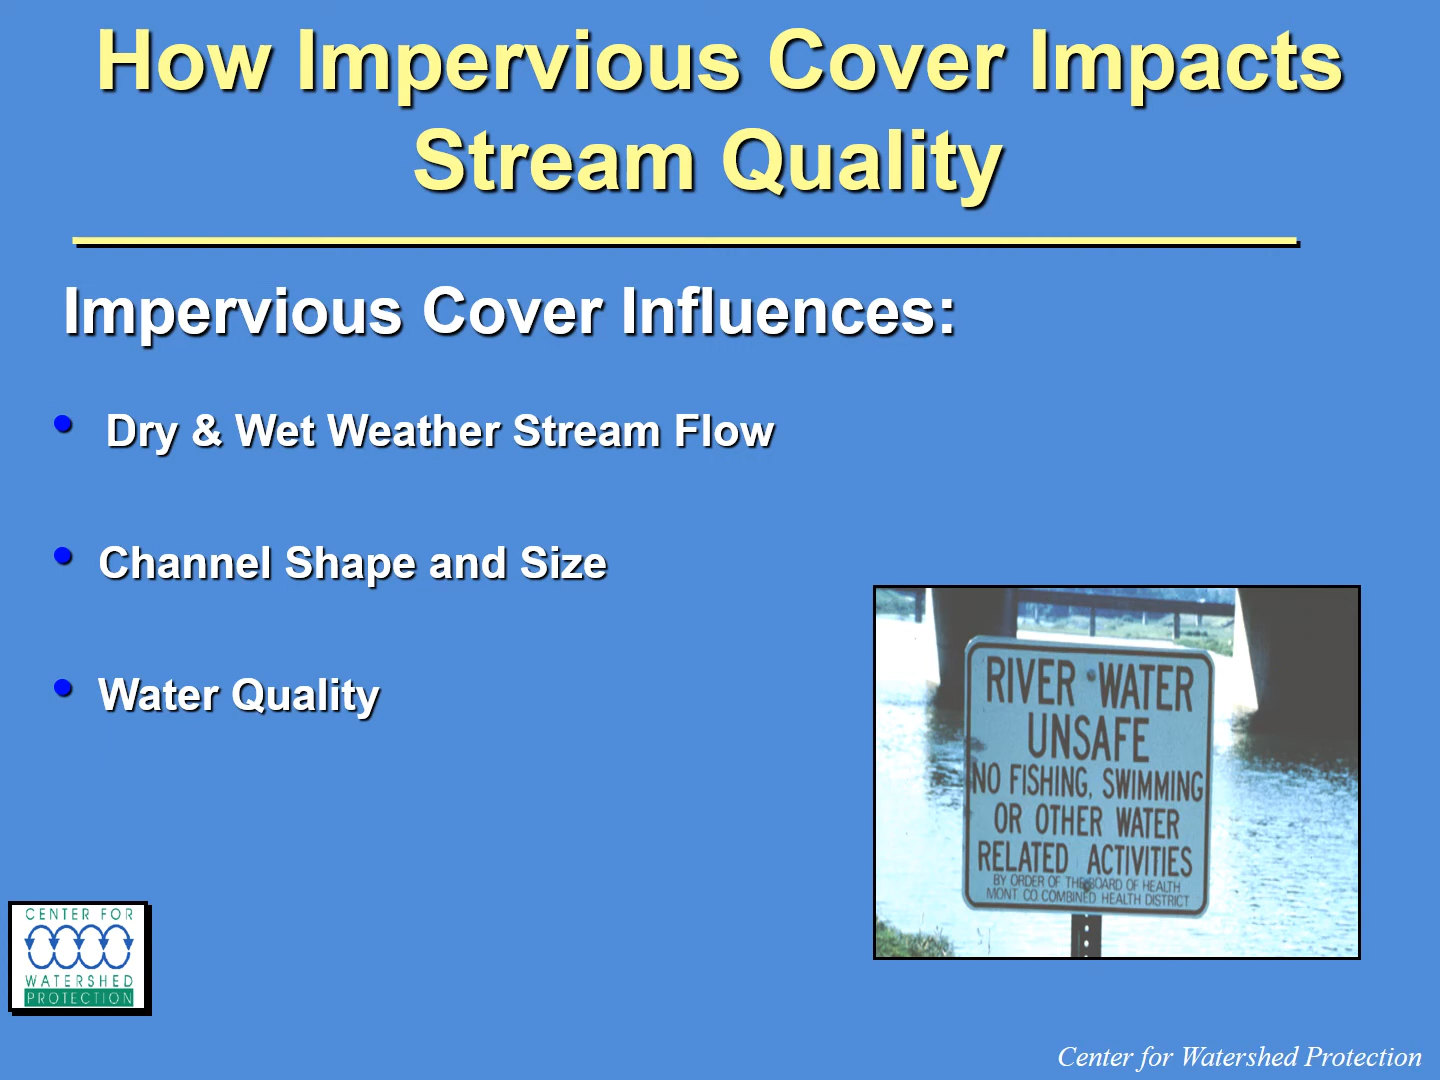 How Impervious Cover Impacts
Stream Quality
Impervious Cover Influences:
• Dry & Wet Weather Stream Flow
• Channel Shape and Size
• Water Quality
RIVER WATER
UNSAFE
NO FISHING, SWIMMING
OR OTHER WATER
RELATED ACTIVITIES
BY ORDER OF THE BOARD OF HEALTH
MONT. CO. COMBINED HEALTH DISTRICT
CENTER FOR
WATERSHED
PROTECTION
Center for Watershed Protection